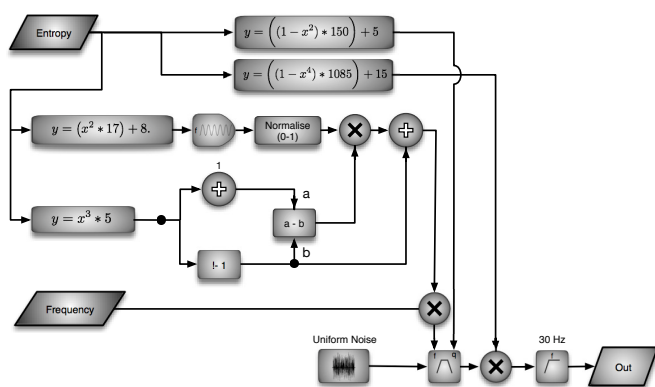 Entropy
y = ((1 − x²) * 150) + 5
y = ((1 − x⁴) * 1085) + 15
y = (x² * 17) + 8.
f
Normalise
(0-1)
1
a
y = x³ * 5
a - b
b
!- 1
Frequency
Uniform Noise
f
q
30 Hz
f
Out